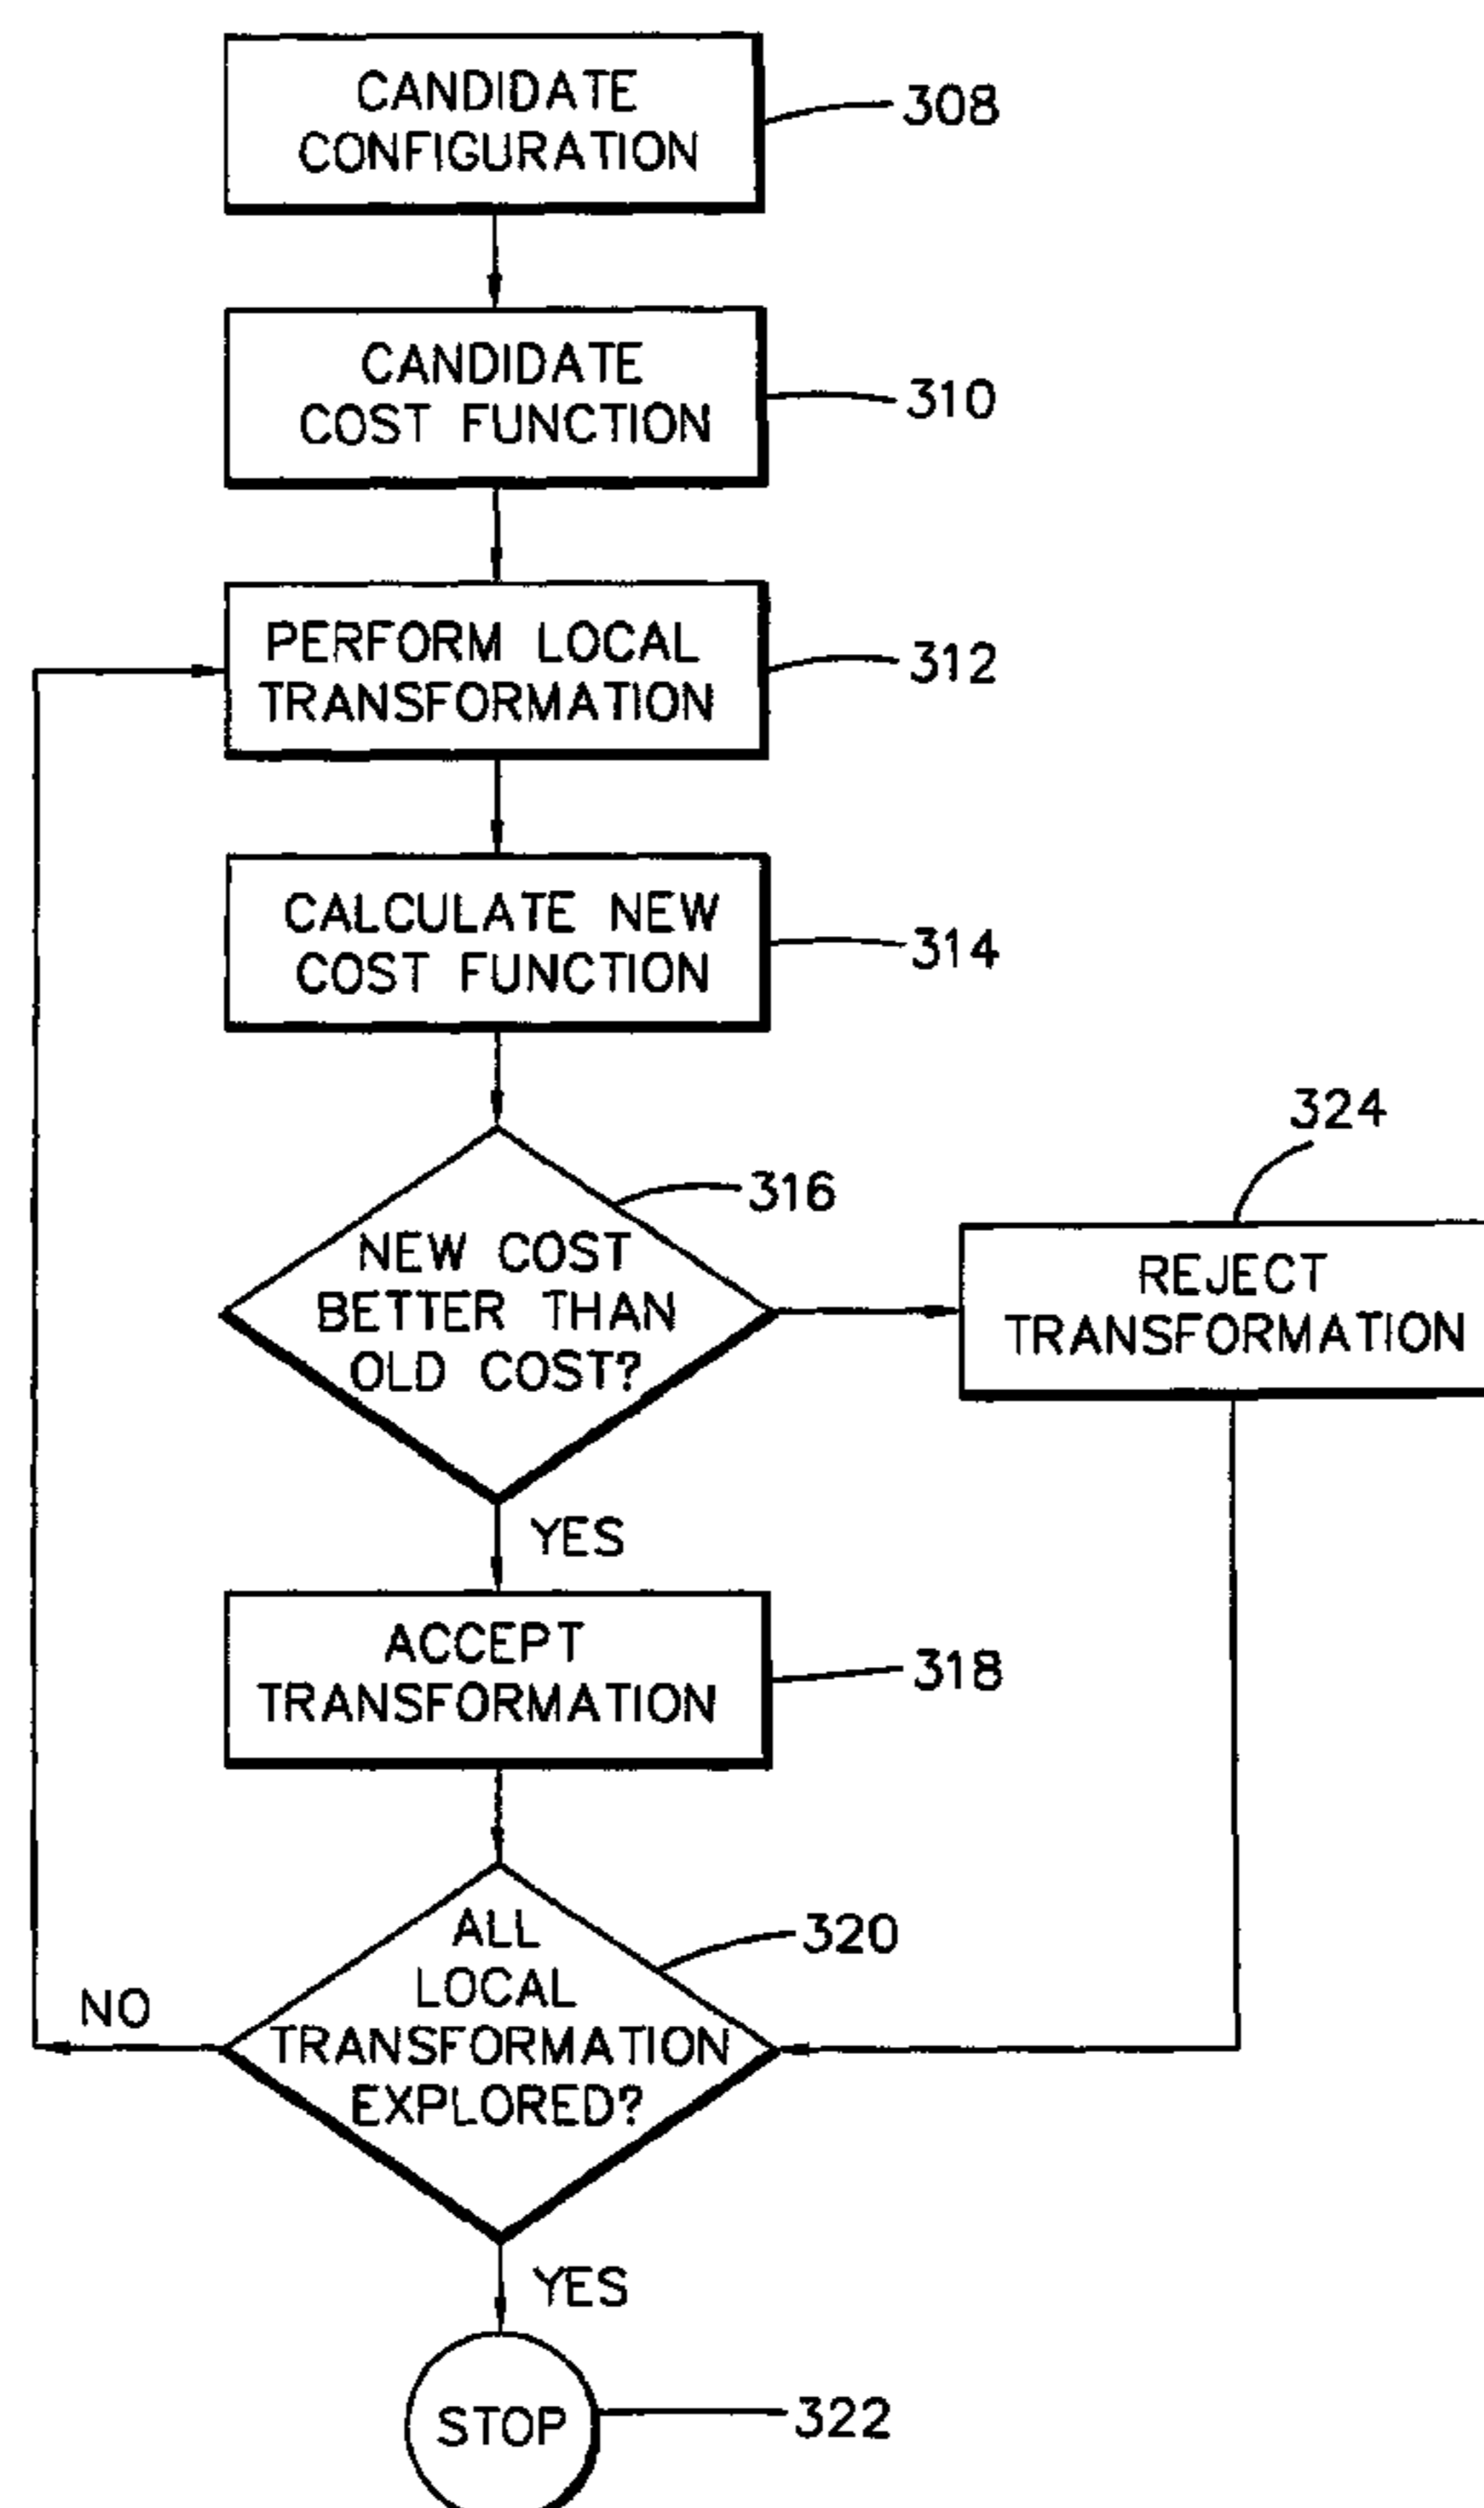 CANDIDATE
CONFIGURATION
308
CANDIDATE
COST FUNCTION
310
PERFORM LOCAL
TRANSFORMATION
312
CALCULATE NEW
COST FUNCTION
314
316
NEW COST
BETTER THAN
OLD COST?
324
REJECT
TRANSFORMATION
YES
ACCEPT
TRANSFORMATION
318
320
ALL
LOCAL
TRANSFORMATION
EXPLORED?
NO
YES
STOP
322